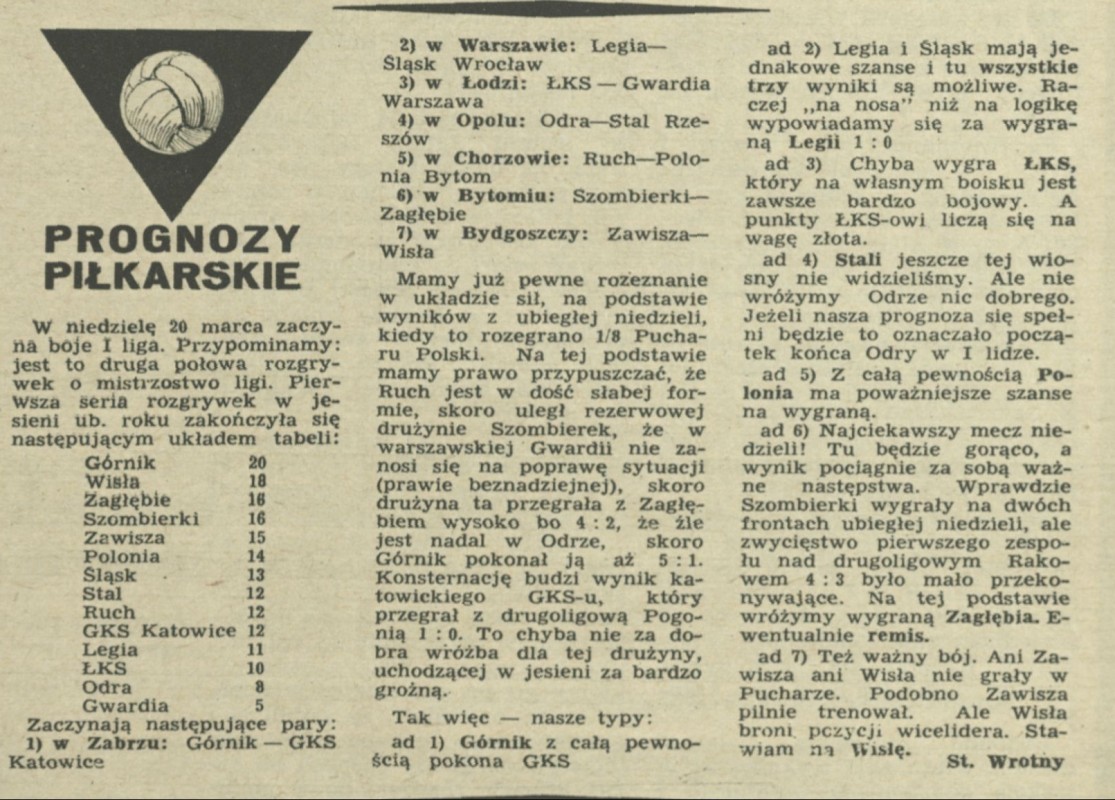 PROGNOZY
PIŁKARSKIE
W niedzielę 20 marca zaczy-
na boje I liga. Przypominamy:
jest to druga połowa rozgry-
wek o mistrzostwo ligi. Pier-
wsza seria rozgrywek w je-
sieni ub. roku zakończyła się
następującym układem tabeli:
Górnik 20
Wisła 18
Zagłębie 16
Szombierki 16
Zawisza 15
Polonia 14
Śląsk 13
Stal 12
Ruch 12
GKS Katowice 12
Legia 11
ŁKS 10
Odra 8
Gwardia 5
Zaczynają następujące pary:
1) w Zabrzu: Górnik — GKS
Katowice
2) w Warszawie: Legia—
Śląsk Wrocław
3) w Łodzi: ŁKS — Gwardia
Warszawa
4) w Opolu: Odra—Stal Rze-
szów
5) w Chorzowie: Ruch—Polo-
nia Bytom
6) w Bytomiu: Szombierki—
Zagłębie
7) w Bydgoszczy: Zawisza—
Wisła
Mamy już pewne rozeznanie
w układzie sił, na podstawie
wyników z ubiegłej niedzieli,
kiedy to rozegrano 1/8 Pucha-
ru Polski. Na tej podstawie
mamy prawo przypuszczać, że
Ruch jest w dość słabej for-
mie, skoro uległ rezerwowej
drużynie Szombierek, że w
warszawskiej Gwardii nie za-
nosi się na poprawę sytuacji
(prawie beznadziejnej), skoro
drużyna ta przegrała z Zagłę-
biem wysoko bo 4 : 2, że źle
jest nadal w Odrze, skoro
Górnik pokonał ją aż 5 : 1.
Konsternację budzi wynik ka-
towickiego GKS-u, który
przegrał z drugoligową Pogo-
nią 1 : 0. To chyba nie za do-
bra wróżba dla tej drużyny,
uchodzącej w jesieni za bardzo
groźną.
Tak więc — nasze typy:
ad 1) Górnik z całą pewno-
ścią pokona GKS
ad 2) Legia i Śląsk mają je-
dnakowe szanse i tu wszystkie
trzy wyniki są możliwe. Ra-
czej „na nosa” niż na logikę
wypowiadamy się za wygra-
ną Legii 1 : 0
ad 3) Chyba wygra ŁKS,
który na własnym boisku jest
zawsze bardzo bojowy. A
punkty ŁKS-owi liczą się na
wagę złota.
ad 4) Stali jeszcze tej wio-
sny nie widzieliśmy. Ale nie
wróżymy Odrze nic dobrego.
Jeżeli nasza prognoza się speł-
ni będzie to oznaczało począ-
tek końca Odry w I lidze.
ad 5) Z całą pewnością Po-
lonia ma poważniejsze szanse
na wygraną.
ad 6) Najciekawszy mecz nie-
dzieli! Tu będzie gorąco, a
wynik pociągnie za sobą waż-
ne następstwa. Wprawdzie
Szombierki wygrały na dwóch
frontach ubiegłej niedzieli, ale
zwycięstwo pierwszego zespo-
łu nad drugoligowym Rako-
wem 4 : 3 było mało przeko-
nywające. Na tej podstawie
wróżymy wygraną Zagłębia. E-
wentualnie remis.
ad 7) Też ważny bój. Ani Za-
wisza ani Wisła nie grały w
Pucharze. Podobno Zawisza
pilnie trenował. Ale Wisła
broni pozycji wicelidera. Sta-
wiam na Wisłę.
St. Wrotny